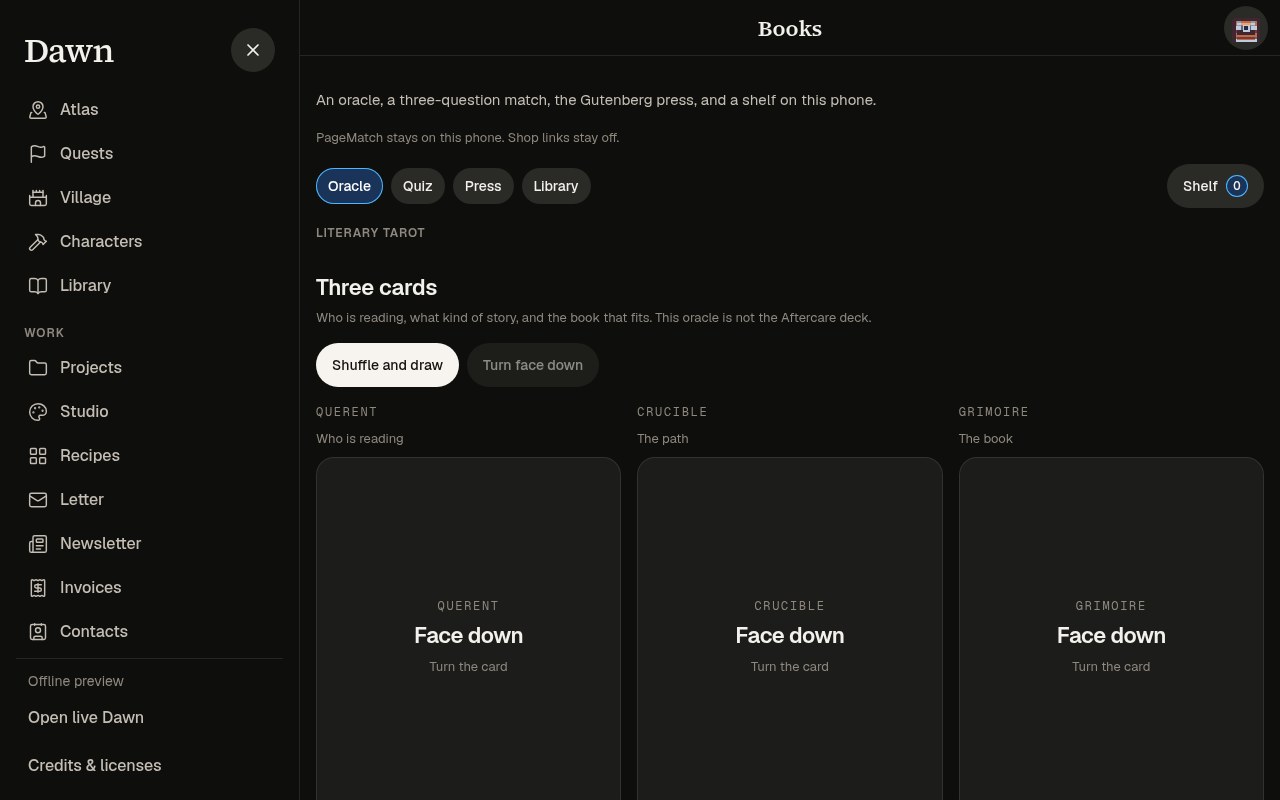 Dawn
Atlas
Quests
Village
Characters
Library
WORK
Projects
Studio
Recipes
Letter
Newsletter
Invoices
Contacts
Offline preview
Open live Dawn
Credits & licenses
Books
An oracle, a three-question match, the Gutenberg press, and a shelf on this phone.
PageMatch stays on this phone. Shop links stay off.
Oracle Quiz Press Library Shelf 0
LITERARY TAROT
Three cards
Who is reading, what kind of story, and the book that fits. This oracle is not the Aftercare deck.
Shuffle and draw Turn face down
QUERENT
Who is reading
QUERENT
Face down
Turn the card
CRUCIBLE
The path
CRUCIBLE
Face down
Turn the card
GRIMOIRE
The book
GRIMOIRE
Face down
Turn the card